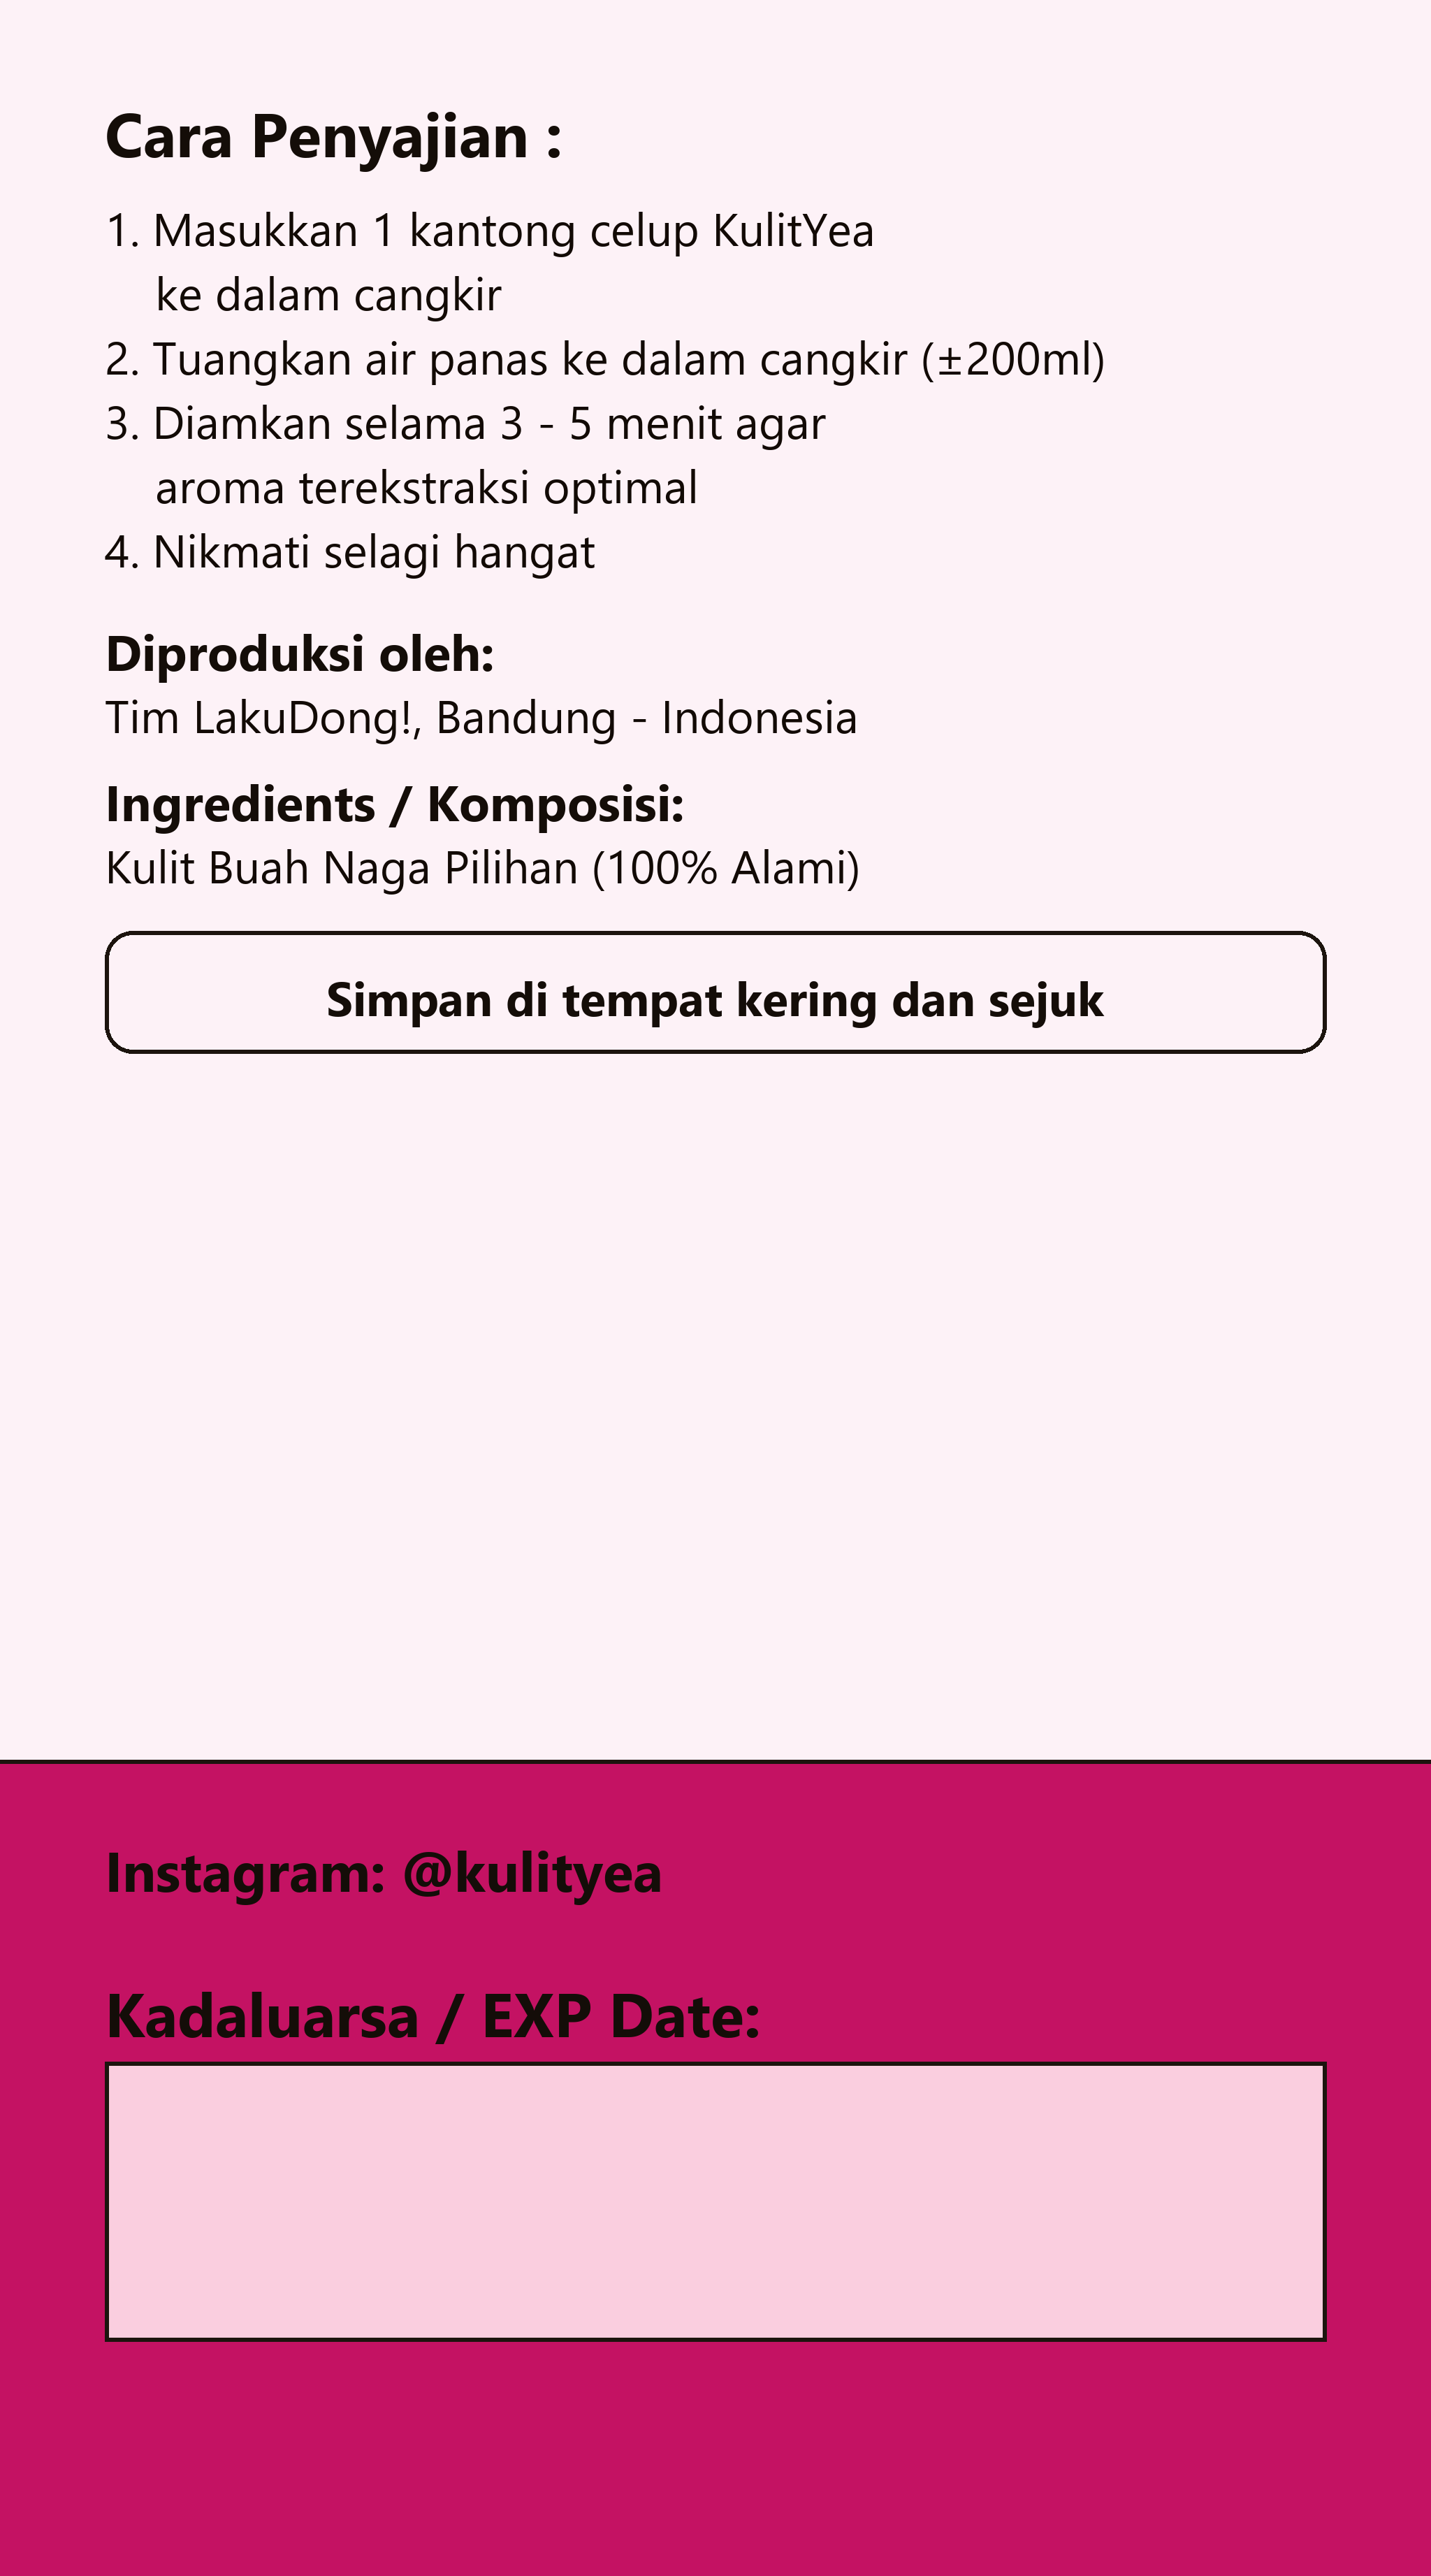 Cara Penyajian :
1. Masukkan 1 kantong celup KulitYea
ke dalam cangkir
2. Tuangkan air panas ke dalam cangkir (±200ml)
3. Diamkan selama 3 - 5 menit agar
aroma terekstraksi optimal
4. Nikmati selagi hangat
Diproduksi oleh:
Tim LakuDong!, Bandung - Indonesia
Ingredients / Komposisi:
Kulit Buah Naga Pilihan (100% Alami)
Simpan di tempat kering dan sejuk
Instagram: @kulityea
Kadaluarsa / EXP Date: